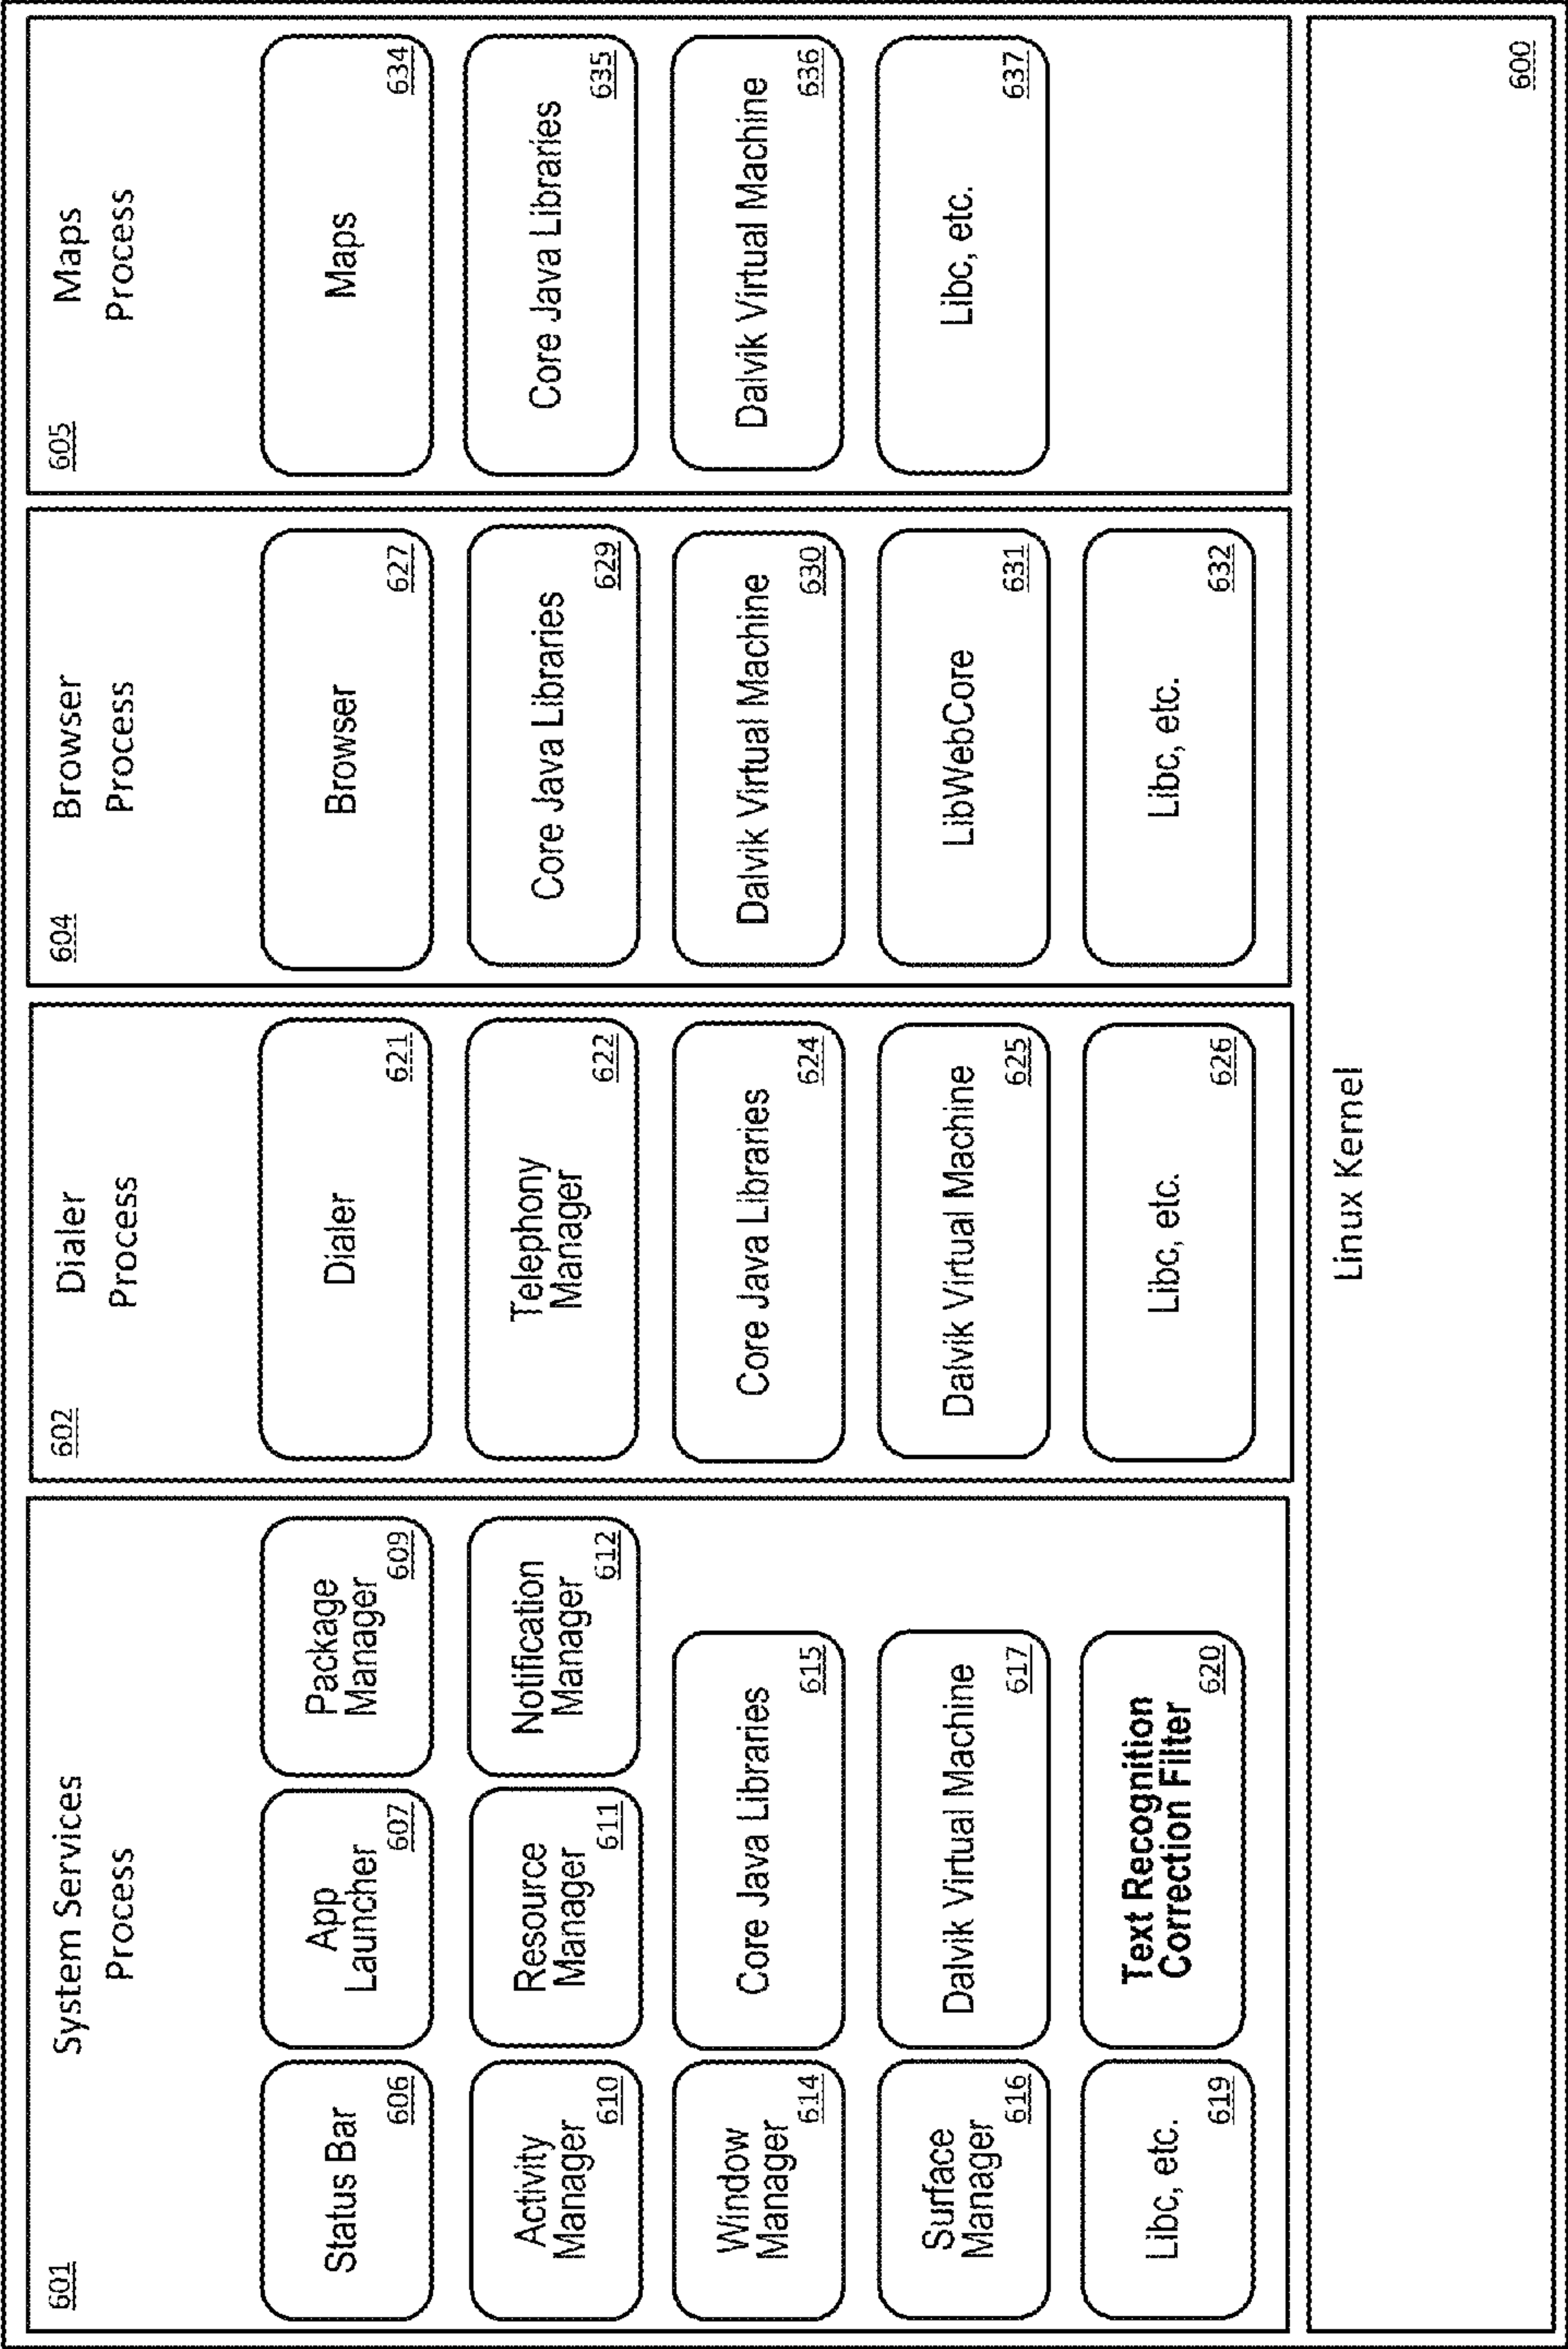 601
System Services
Process
Status Bar
606
App
Launcher
607
Package
Manager
609
Activity
Manager
610
Resource
Manager
611
Notification
Manager
612
Window
Manager
614
Core Java Libraries
615
Surface
Manager
616
Dalvik Virtual Machine
617
Libc, etc.
619
Text Recognition
Correction Filter
620
602
Dialer
Process
Dialer
621
Telephony
Manager
622
Core Java Libraries
624
Dalvik Virtual Machine
625
Libc, etc.
626
604
Browser
Process
Browser
627
Core Java Libraries
629
Dalvik Virtual Machine
630
LibWebCore
631
Libc, etc.
632
605
Maps
Process
Maps
634
Core Java Libraries
635
Dalvik Virtual Machine
636
Libc, etc.
637
Linux Kernel
600